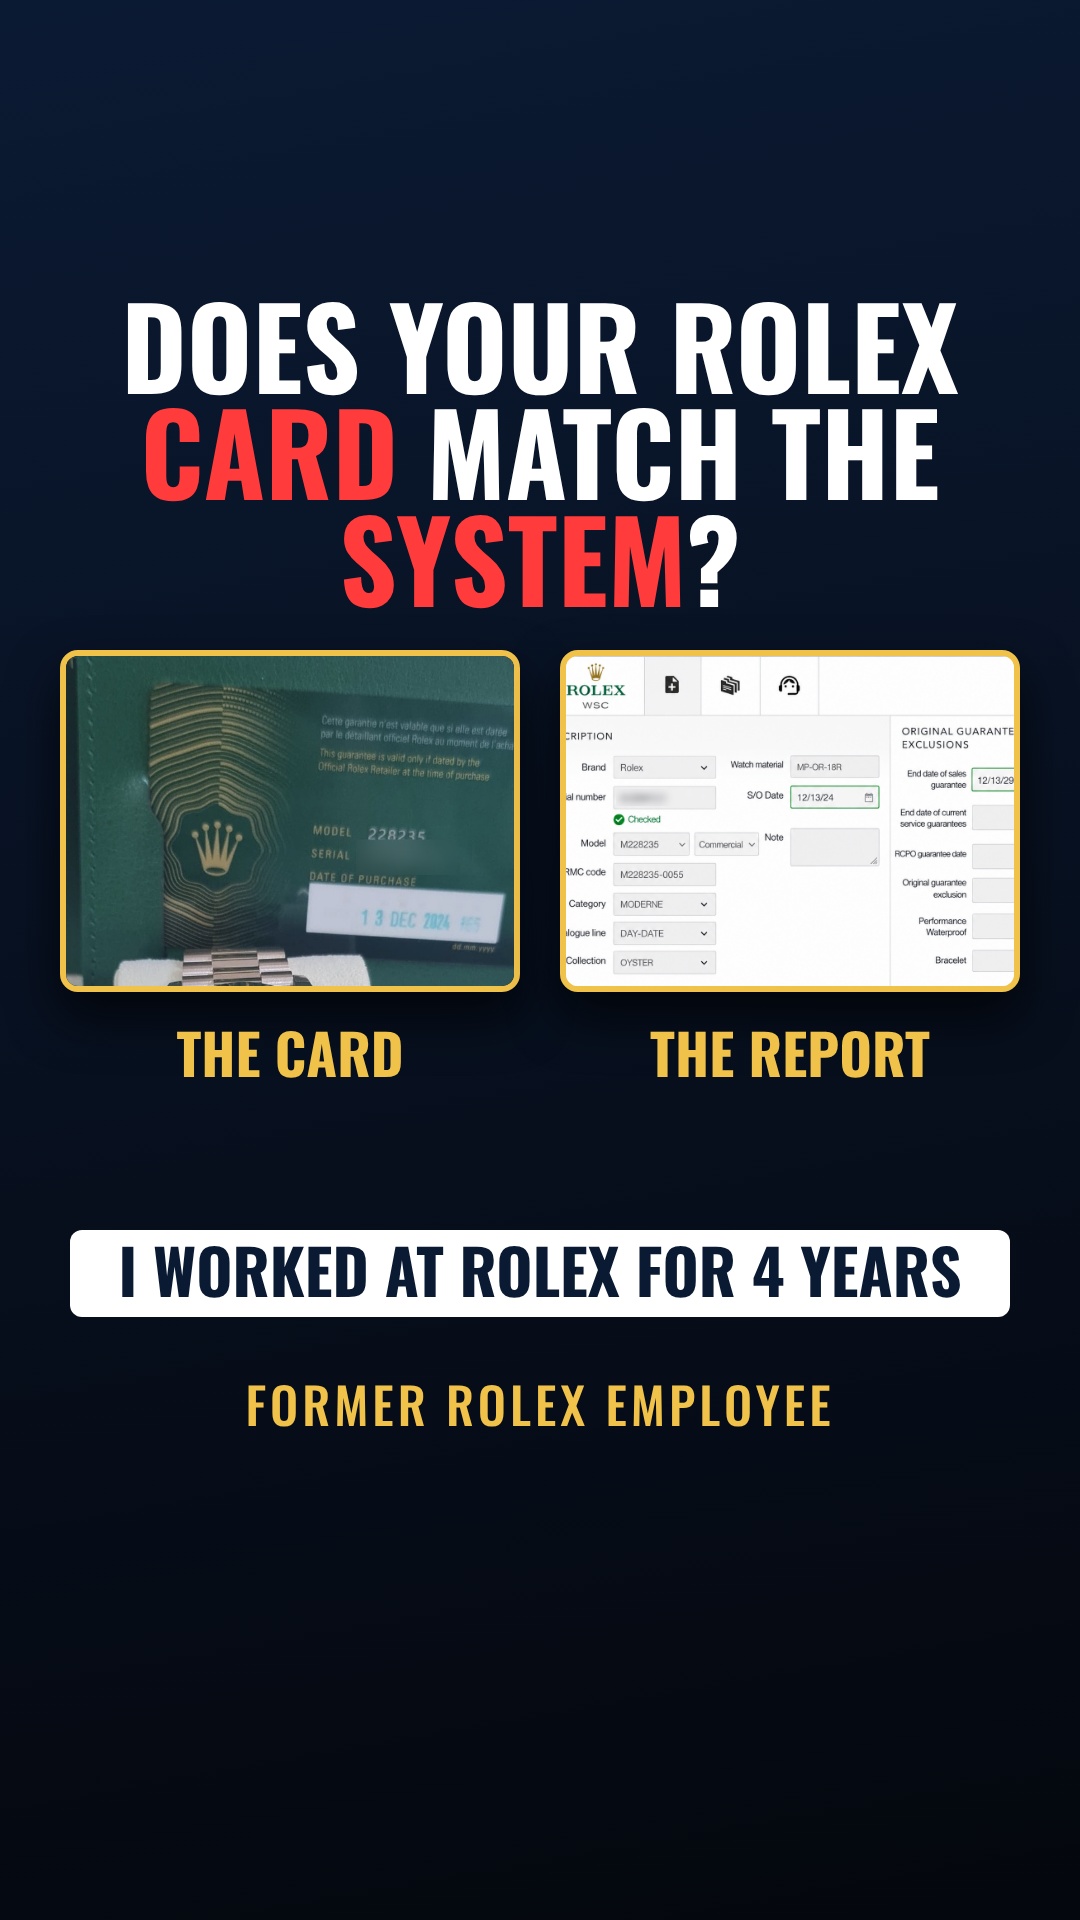 DOES YOUR ROLEX
CARD MATCH THE
SYSTEM?
Cette garantie n'est valable que si elle est datée
par le détaillant officiel Rolex au moment de l'acha
This guarantee is valid only if dated by the
Official Rolex Retailer at the time of purchase
MODEL 228235
SERIAL
DATE OF PURCHASE
13 DEC 2024
dd mm yyyy
ROLEX
WSC
CRIPTION
Brand Rolex
al number
Checked
Model M228235 Commercial
RMC code M228235-0055
Category MODERNE
logue line DAY-DATE
Collection OYSTER
Watch material MP-OR-18R
S/O Date 12/13/24
Note
ORIGINAL GUARANTE
EXCLUSIONS
End date of sales
guarantee
12/13/29
End date of current
service guarantees
RCPO guarantee date
Original guarantee
exclusion
Performance
Waterproof
Bracelet
THE CARD
THE REPORT
I WORKED AT ROLEX FOR 4 YEARS
FORMER ROLEX EMPLOYEE